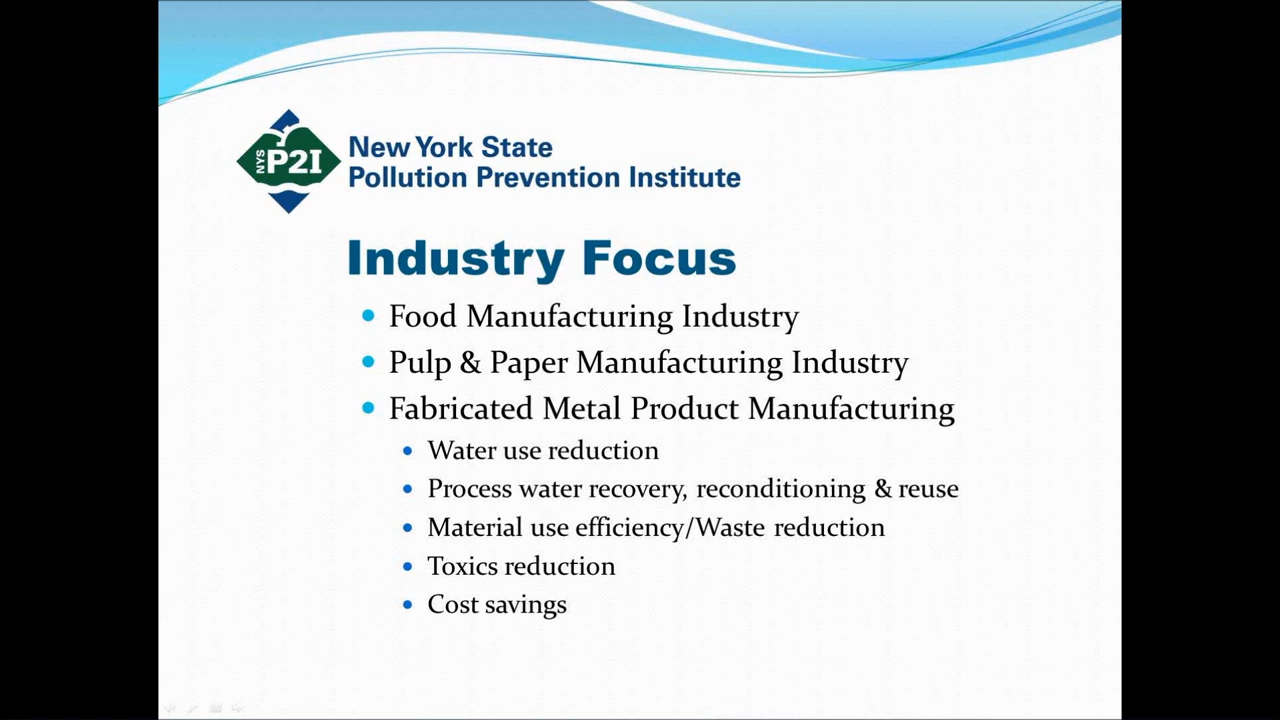 NYS P2I
New York State
Pollution Prevention Institute
Industry Focus
• Food Manufacturing Industry
• Pulp & Paper Manufacturing Industry
• Fabricated Metal Product Manufacturing
• Water use reduction
• Process water recovery, reconditioning & reuse
• Material use efficiency/Waste reduction
• Toxics reduction
• Cost savings